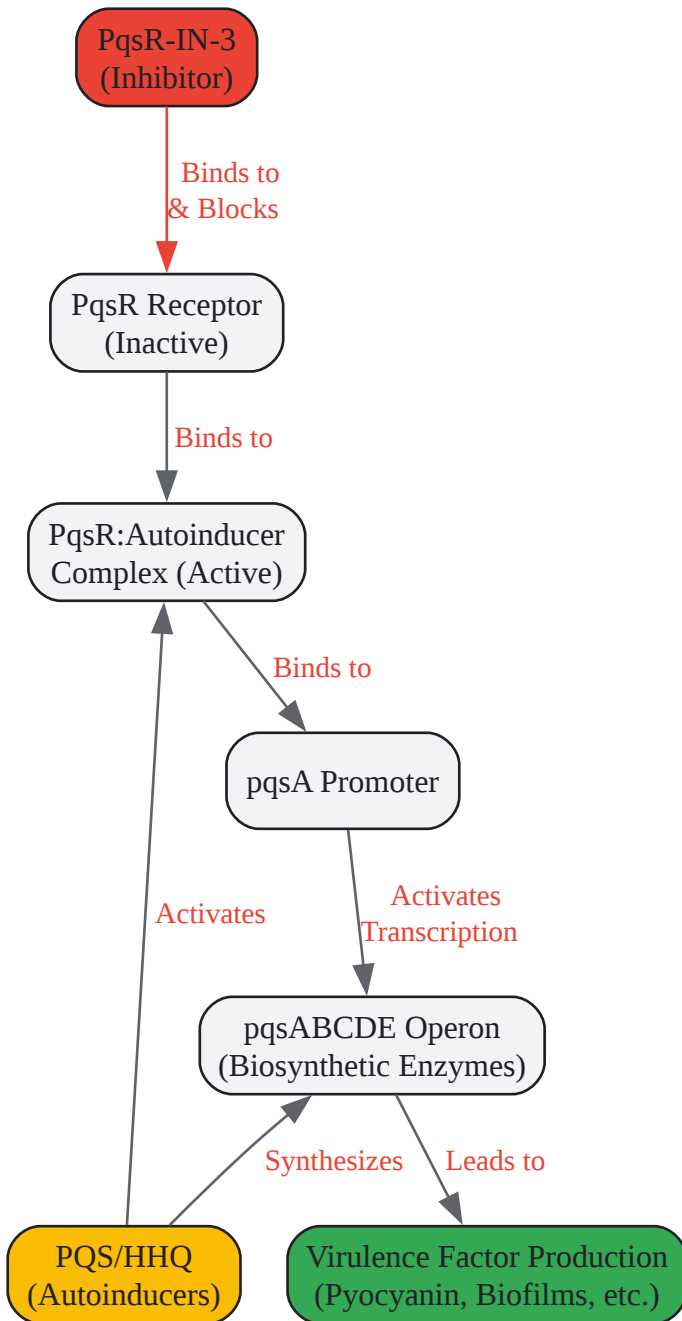 PqsR-IN-3
(Inhibitor)
Binds to
& Blocks
PqsR Receptor
(Inactive)
Binds to
PqsR:Autoinducer
Complex (Active)
Binds to
pqsA Promoter
Activates
Activates
Transcription
pqsABCDE Operon
(Biosynthetic Enzymes)
Synthesizes
Leads to
PQS/HHQ
(Autoinducers)
Virulence Factor Production
(Pyocyanin, Biofilms, etc.)